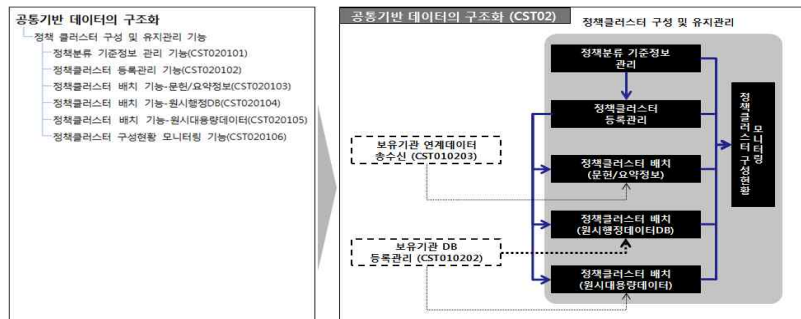 공통기반 데이터의 구조화
정책 클러스터 구성 및 유지관리 기능
정책분류 기준정보 관리 기능(CST020101)
정책클러스터 등록관리 기능(CST020102)
정책클러스터 배치 기능-문헌/요약정보(CST020103)
정책클러스터 배치 기능-원시행정DB(CST020104)
정책클러스터 배치 기능-원시대용량데이터(CST020105)
정책클러스터 구성현황 모니터링 기능(CST020106)
공통기반 데이터의 구조화 (CST02)
정책클러스터 구성 및 유지관리
정책분류 기준정보
관리
정책클러스터
등록관리
보유기관 연계데이터
송수신 (CST010203)
정책클러스터 배치
(문헌/요약정보)
정책클러스터 배치
(원시행정데이터DB)
보유기관 DB
등록관리 (CST010202)
정책클러스터 배치
(원시대용량데이터)
정책클러스터 구성현황
모니터링